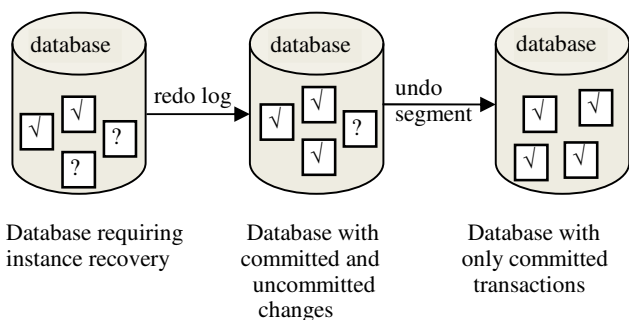 database
database
database
redo log
undo
segment
√
√
?
?
√
√
?
√
√
√
√
√
Database requiring
instance recovery
Database with
committed and
uncommitted
changes
Database with
only committed
transactions